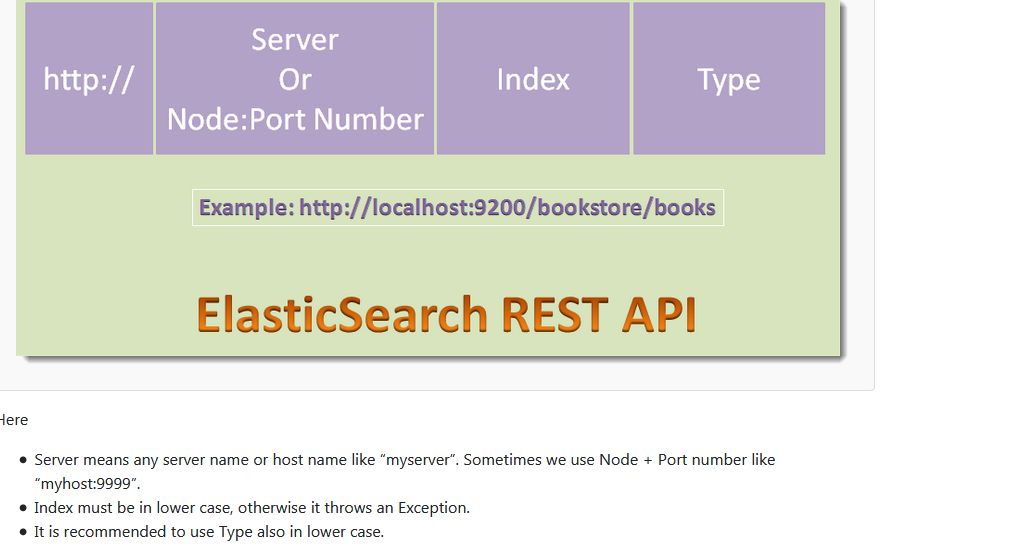 http://
Server
Or
Node:Port Number
Index
Type
Example: http://localhost:9200/bookstore/books
ElasticSearch REST API
Here
Server means any server name or host name like “myserver”. Sometimes we use Node + Port number like
“myhost:9999”.
Index must be in lower case, otherwise it throws an Exception.
It is recommended to use Type also in lower case.